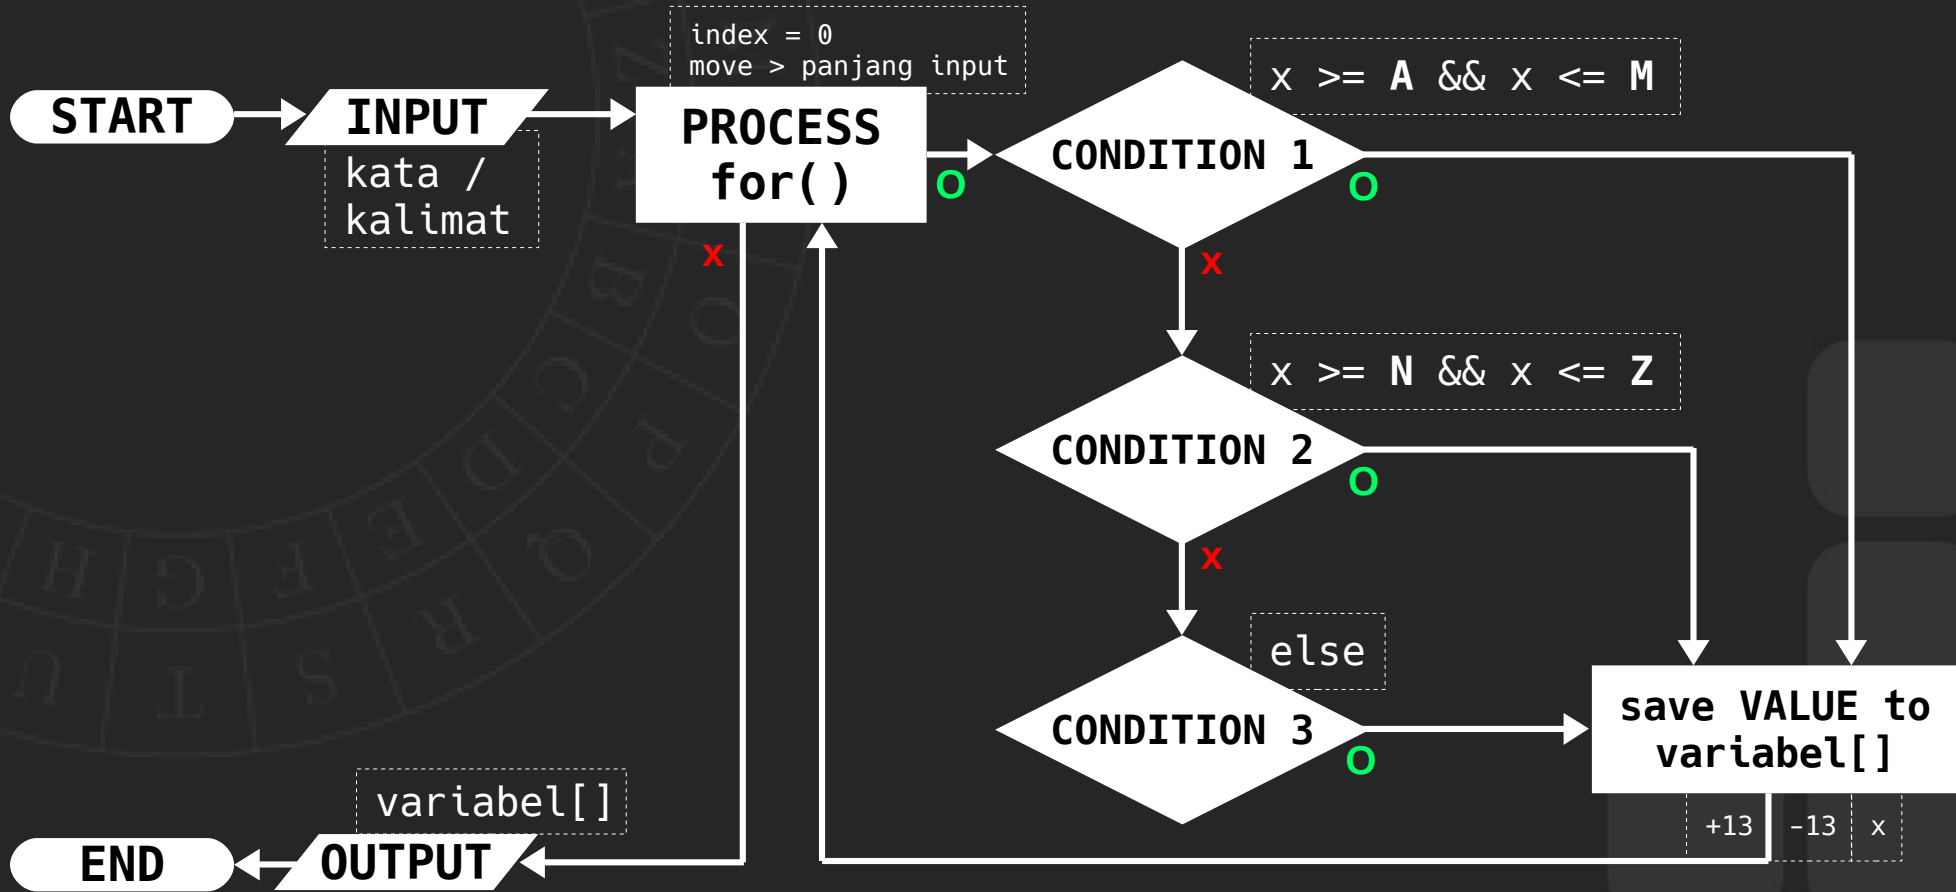 START
INPUT
kata /
kalimat
index = 0
move > panjang input
PROCESS
for()
O
x
x >= A && x <= M
CONDITION 1
O
x
x >= N && x <= Z
CONDITION 2
O
x
else
CONDITION 3
O
save VALUE to
variabel[]
+13 -13 x
variabel[]
OUTPUT
END
Z
B
C
D
E
F
G
H
O
P
Q
R
S
T
U